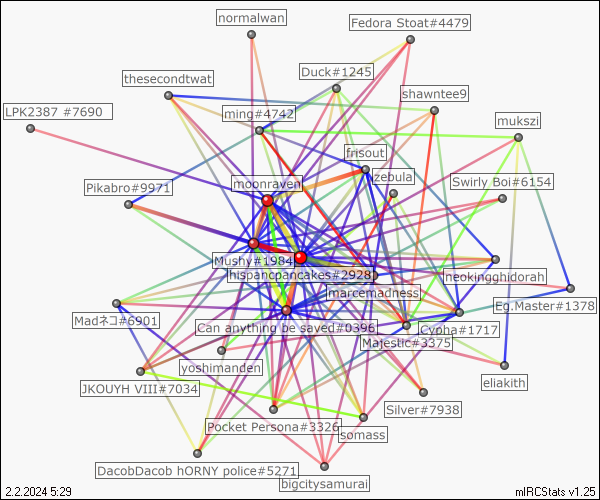 normalwan
Fedora Stoat#4479
Duck#1245
thesecondtwat
shawntee9
LPK2387 #7690
ming#4742
mukszi
frisout
moonraven
zebula
Swirly Boi#6154
Pikabro#9971
Mushy#1984
hispancpancakes#2928
neokingghidorah
marcemadness
Eg.Master#1378
Madネコ#6901
Can anything be saved#0396
Cypha#1717
Majestic#3375
yoshimanden
JKOUYH VIII#7034
eliakith
Silver#7938
Pocket Persona#3326
somass
DacobDacob hORNY police#5271
bigcitysamurai
2.2.2024 5:29
mIRCStats v1.25